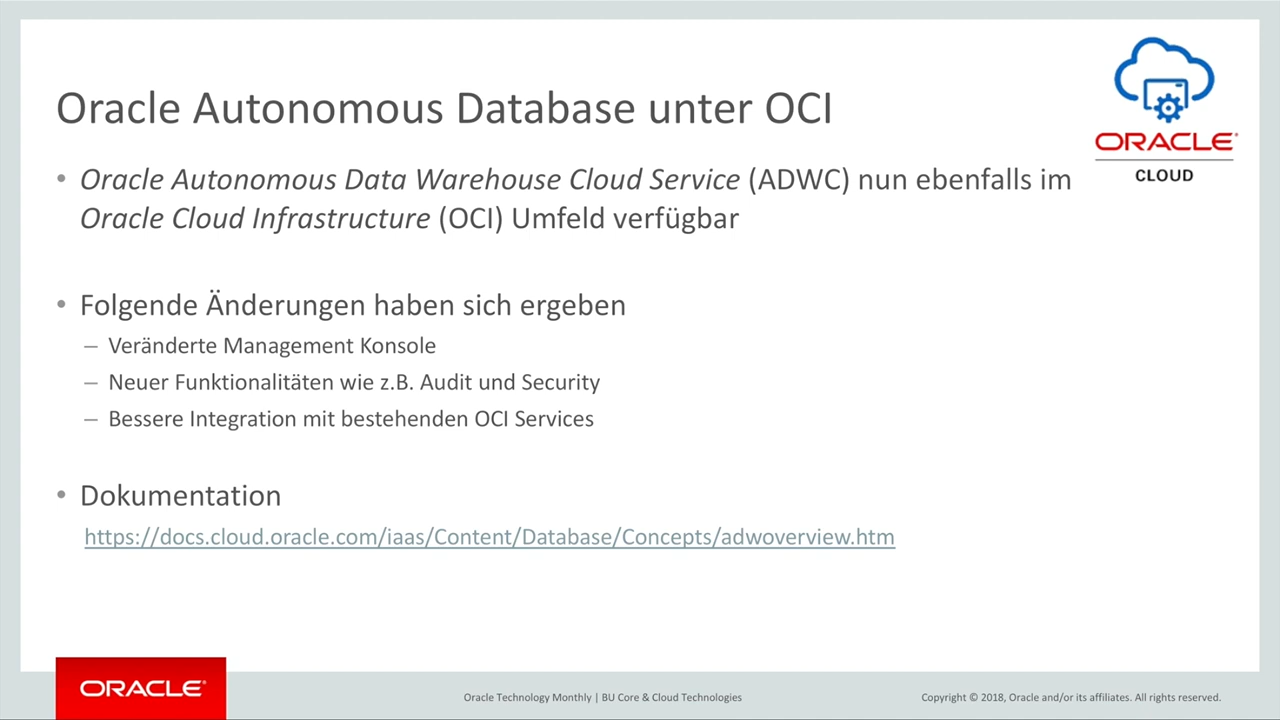 ORACLE
CLOUD
Oracle Autonomous Database unter OCI
• Oracle Autonomous Data Warehouse Cloud Service (ADWC) nun ebenfalls im
Oracle Cloud Infrastructure (OCI) Umfeld verfügbar
• Folgende Änderungen haben sich ergeben
– Veränderte Management Konsole
– Neuer Funktionalitäten wie z.B. Audit und Security
– Bessere Integration mit bestehenden OCI Services
• Dokumentation
https://docs.cloud.oracle.com/iaas/Content/Database/Concepts/adwoverview.htm
ORACLE
Oracle Technology Monthly | BU Core & Cloud Technologies
Copyright © 2018, Oracle and/or its affiliates. All rights reserved.